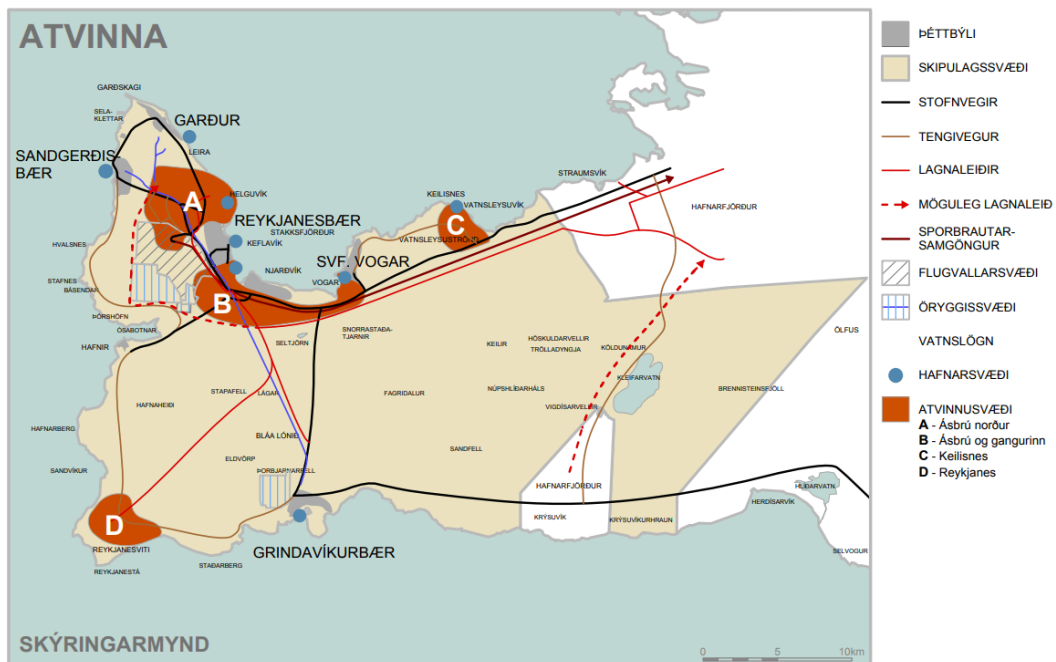 ATVINNA
GARÐSKAGI
SELA-
KLETTAR
GARÐUR
LEIRA
SANDGERÐIS
BÆR
A
HELGUVÍK
REYKJANESBÆR
STAKKSFJÖRÐUR
KEFLAVÍK
HVALSNES
NJARÐVÍK
STAFNES
BÁSENDAR
B
SVF. VOGAR
VOGAR
KEILISNES
VATNSLEYSUVÍK
C
VATNSLEYSUSTRÖND
STRAUMSVÍK
HAFNARFJÖRÐUR
ÞÓRSHÖFN
ÓSABOTNAR
HAFNIR
SELTJÖRN
SNORRASTAÐA-
TJARNIR
KEILIR
HÖSKULDARVELLIR
TRÖLLADYNGJA
KÖLDUNÁMUR
ÖLFUS
KLEIFARVATN
HAFNAHEIÐI
STAPAFELL
LÁGAR
FAGRIDALUR
NÚPSHLÍÐARHÁLS
VIGDÍSARVELLIR
BRENNISTEINSFJÖLL
HAFNARBERG
BLÁA LÓNIÐ
SANDFELL
ELDVÖRP
SANDVÍKUR
ÞORBJARNARFELL
HAFNARFJÖRÐUR
HLÍÐARVATN
HERDÍSARVÍK
KRÝSUVÍK
KRÝSUVÍKURHRAUN
D
REYKJANESVITI
GRINDAVÍKURBÆR
SELVOGUR
STAÐARBERG
REYKJANESTÁ
SKÝRINGARMYND
0 5 10km
ÞÉTTBÝLI
SKIPULAGSSVÆÐI
STOFNVEGIR
TENGIVEGUR
LAGNALEIÐIR
MÖGULEG LAGNALEIÐ
SPORBRAUTAR-
SAMGÖNGUR
FLUGVALLARSVÆÐI
ÖRYGGISSVÆÐI
VATNSLÖGN
HAFNARSVÆÐI
ATVINNUSVÆÐI
A - Ásbrú norður
B - Ásbrú og gangurinn
C - Keilisnes
D - Reykjanes